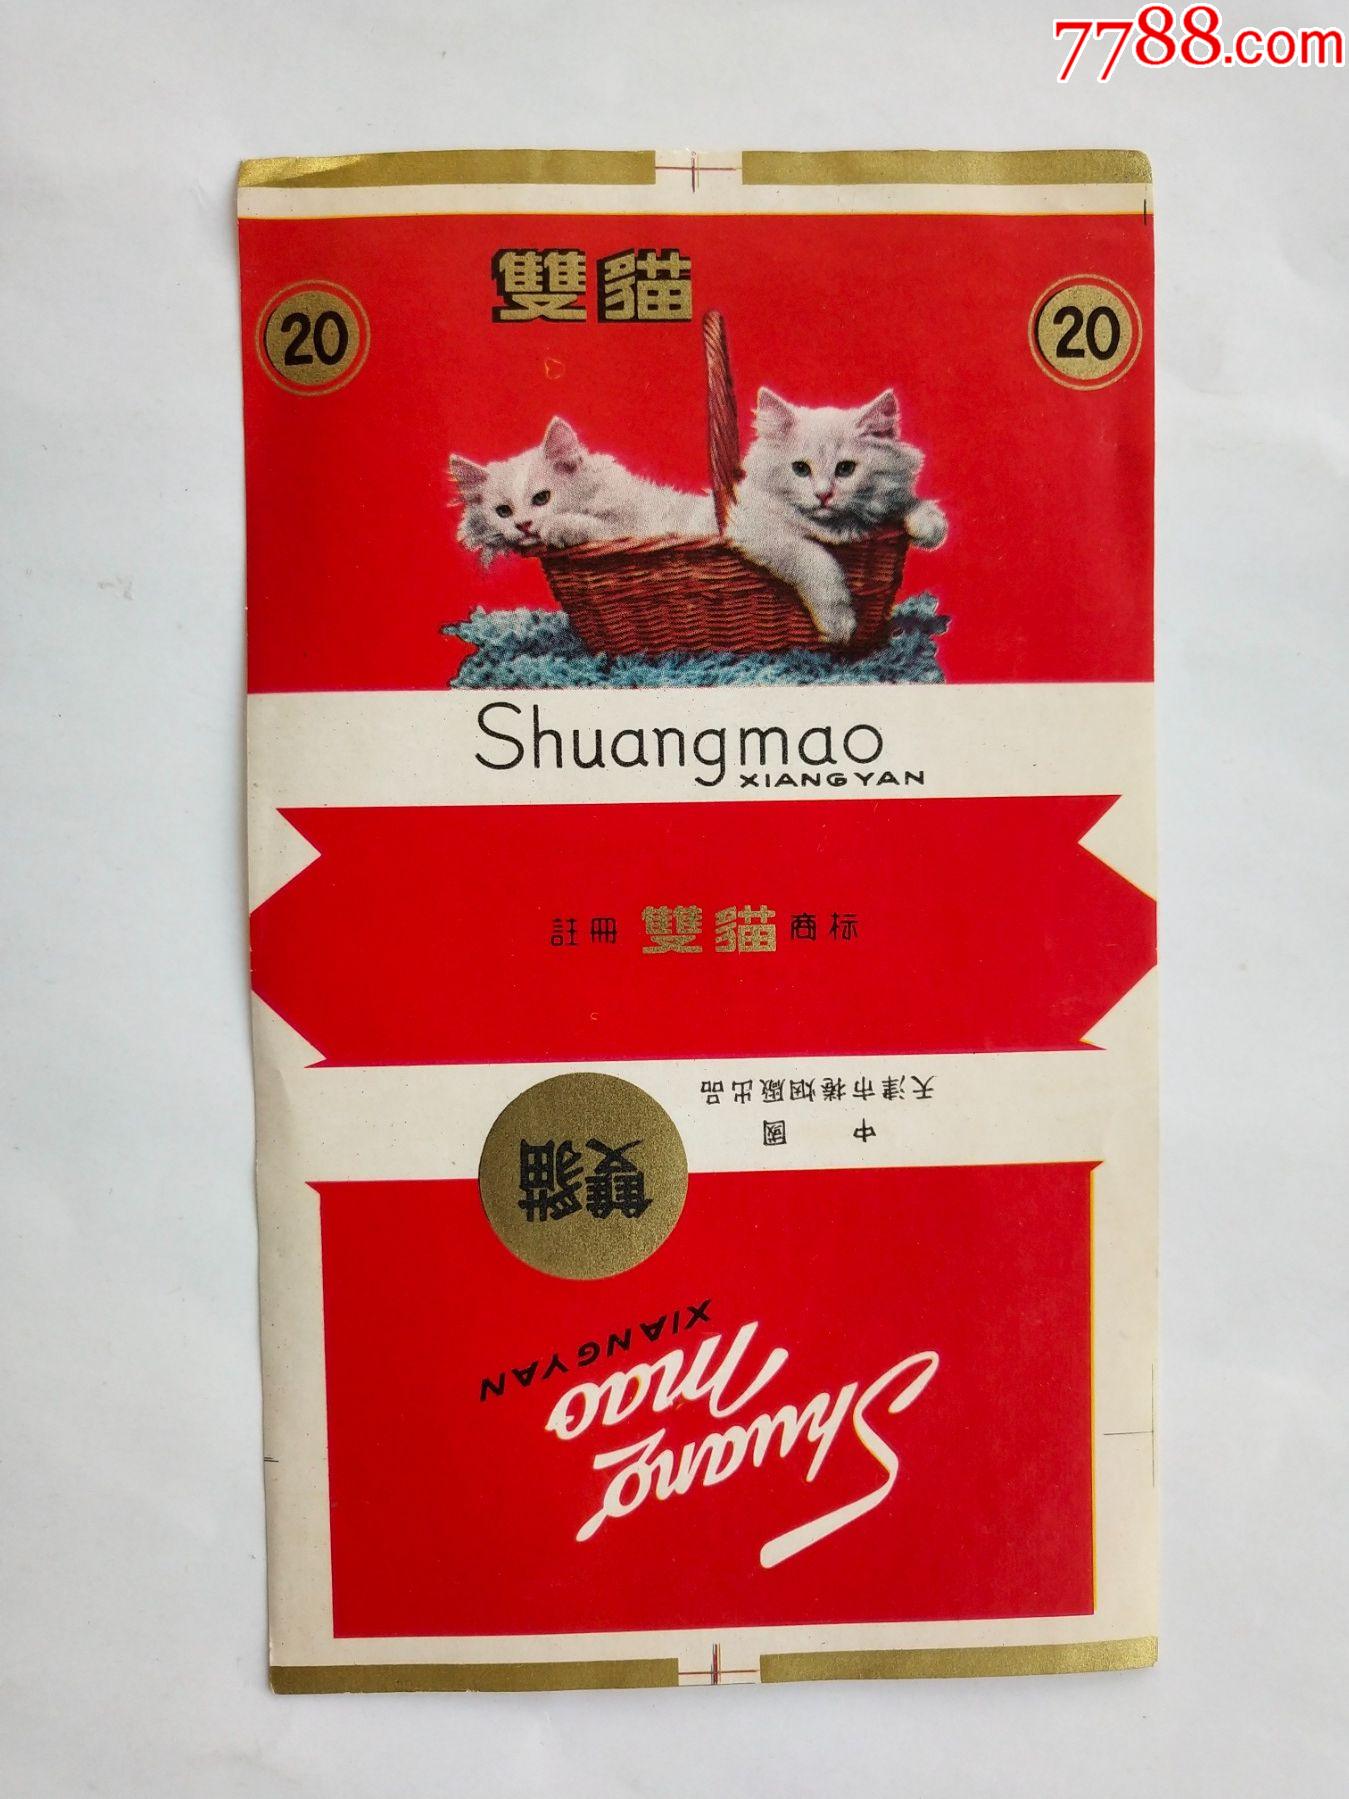 7788.com
雙貓
20
20
Shuangmao
XIANGYAN
註冊 雙貓 商标
天津市捲烟廠出品
中國
雙貓
Shuang
mao
XIANGYAN